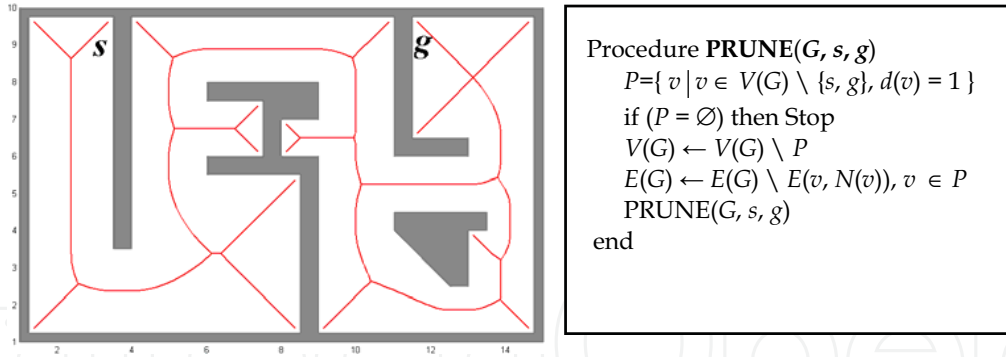 10
9
8
7
6
5
4
3
2
1
2
4
6
8
10
12
14
s
g
Procedure PRUNE(G, s, g)
P={ v | v ∈ V(G) \ {s, g}, d(v) = 1 }
if (P = ∅) then Stop
V(G) ← V(G) \ P
E(G) ← E(G) \ E(v, N(v)), v ∈ P
PRUNE(G, s, g)
end